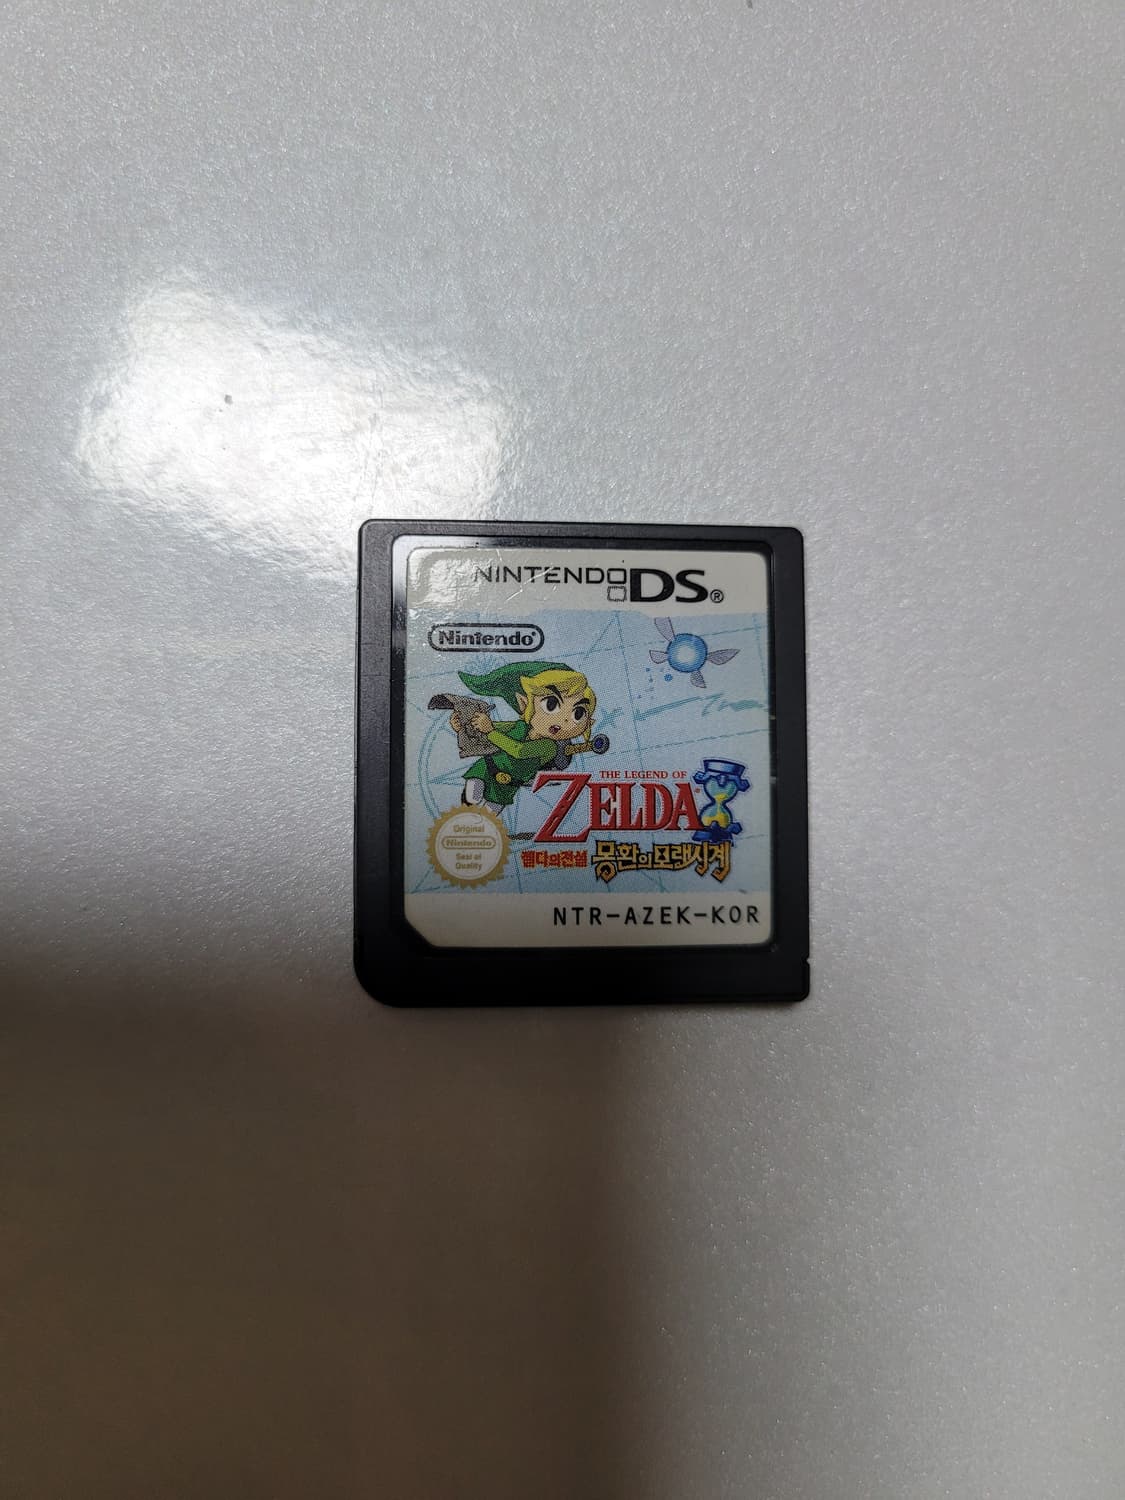 NINTENDO DS®
Nintendo®
THE LEGEND OF
ZELDA
Original
Nintendo
Seal of
Quality
젤다의전설 몽환의모래시계
NTR-AZEK-KOR